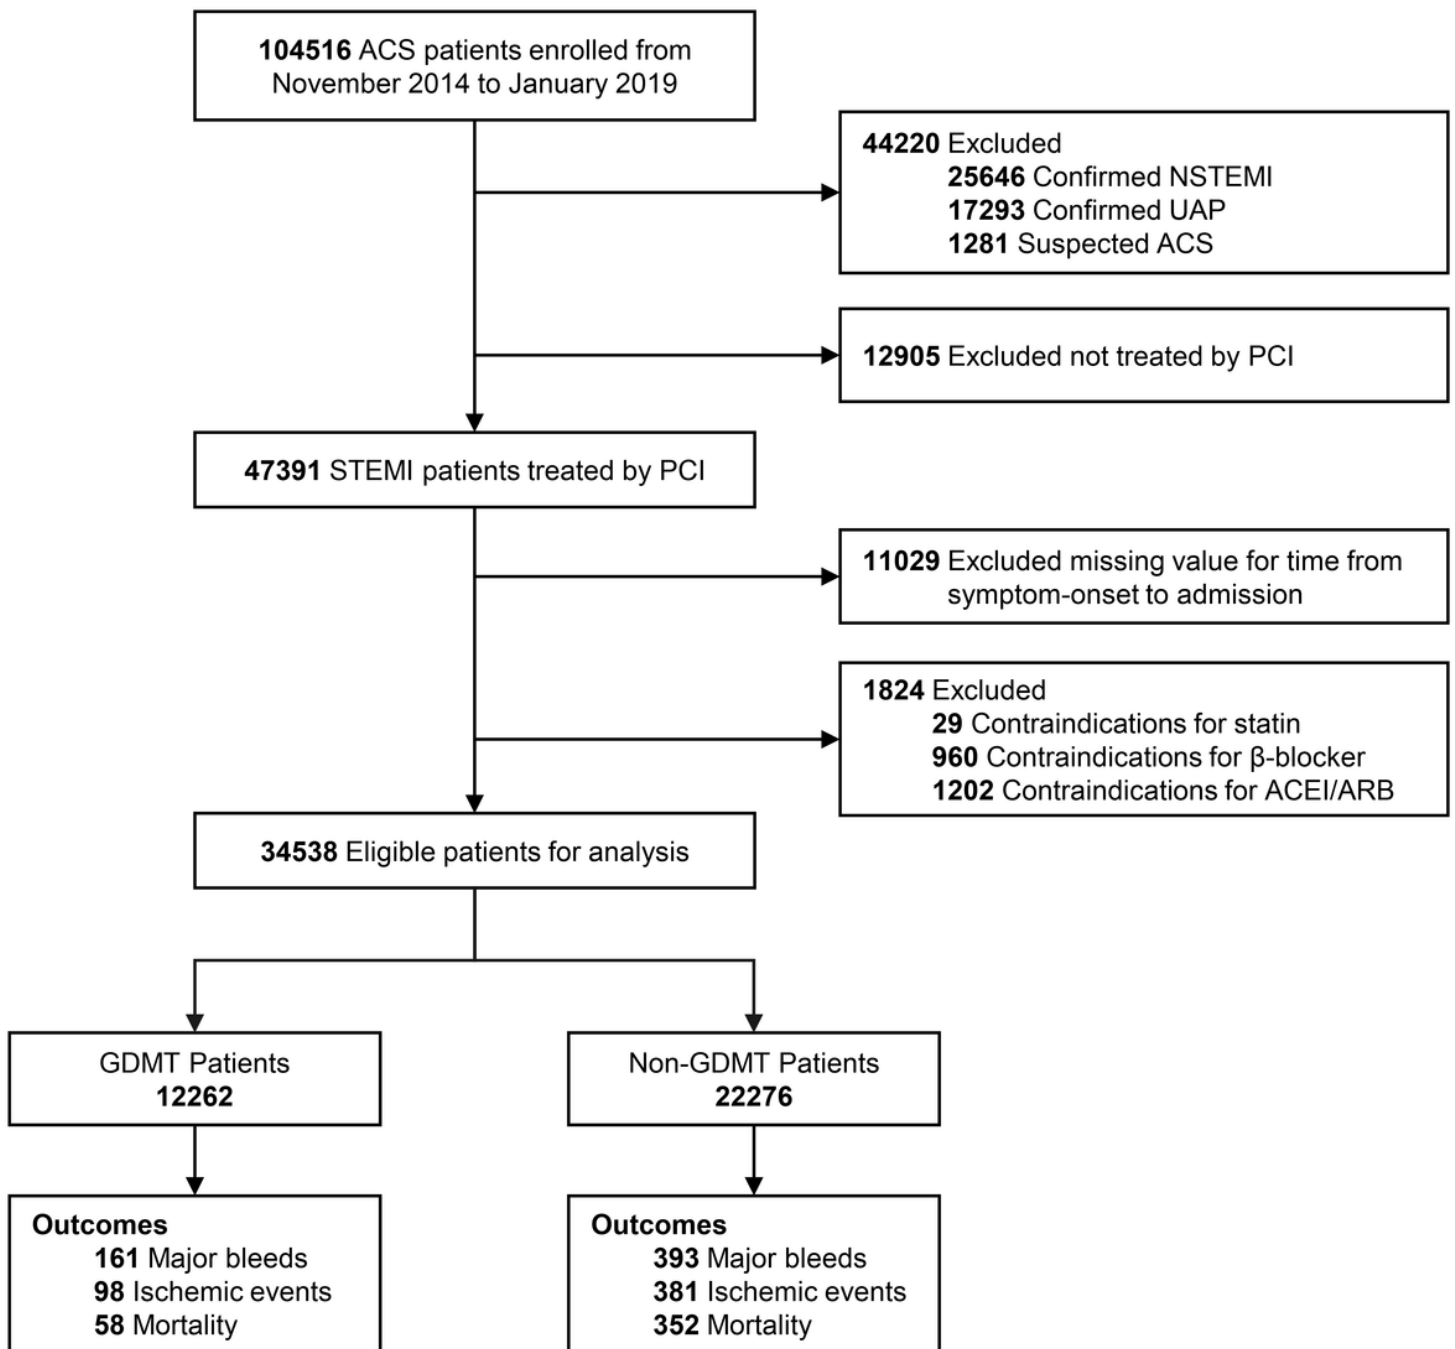 104516 ACS patients enrolled from
November 2014 to January 2019
44220 Excluded
25646 Confirmed NSTEMI
17293 Confirmed UAP
1281 Suspected ACS
12905 Excluded not treated by PCI
47391 STEMI patients treated by PCI
11029 Excluded missing value for time from
symptom-onset to admission
1824 Excluded
29 Contraindications for statin
960 Contraindications for β-blocker
1202 Contraindications for ACEI/ARB
34538 Eligible patients for analysis
GDMT Patients
12262
Non-GDMT Patients
22276
Outcomes
161 Major bleeds
98 Ischemic events
58 Mortality
Outcomes
393 Major bleeds
381 Ischemic events
352 Mortality